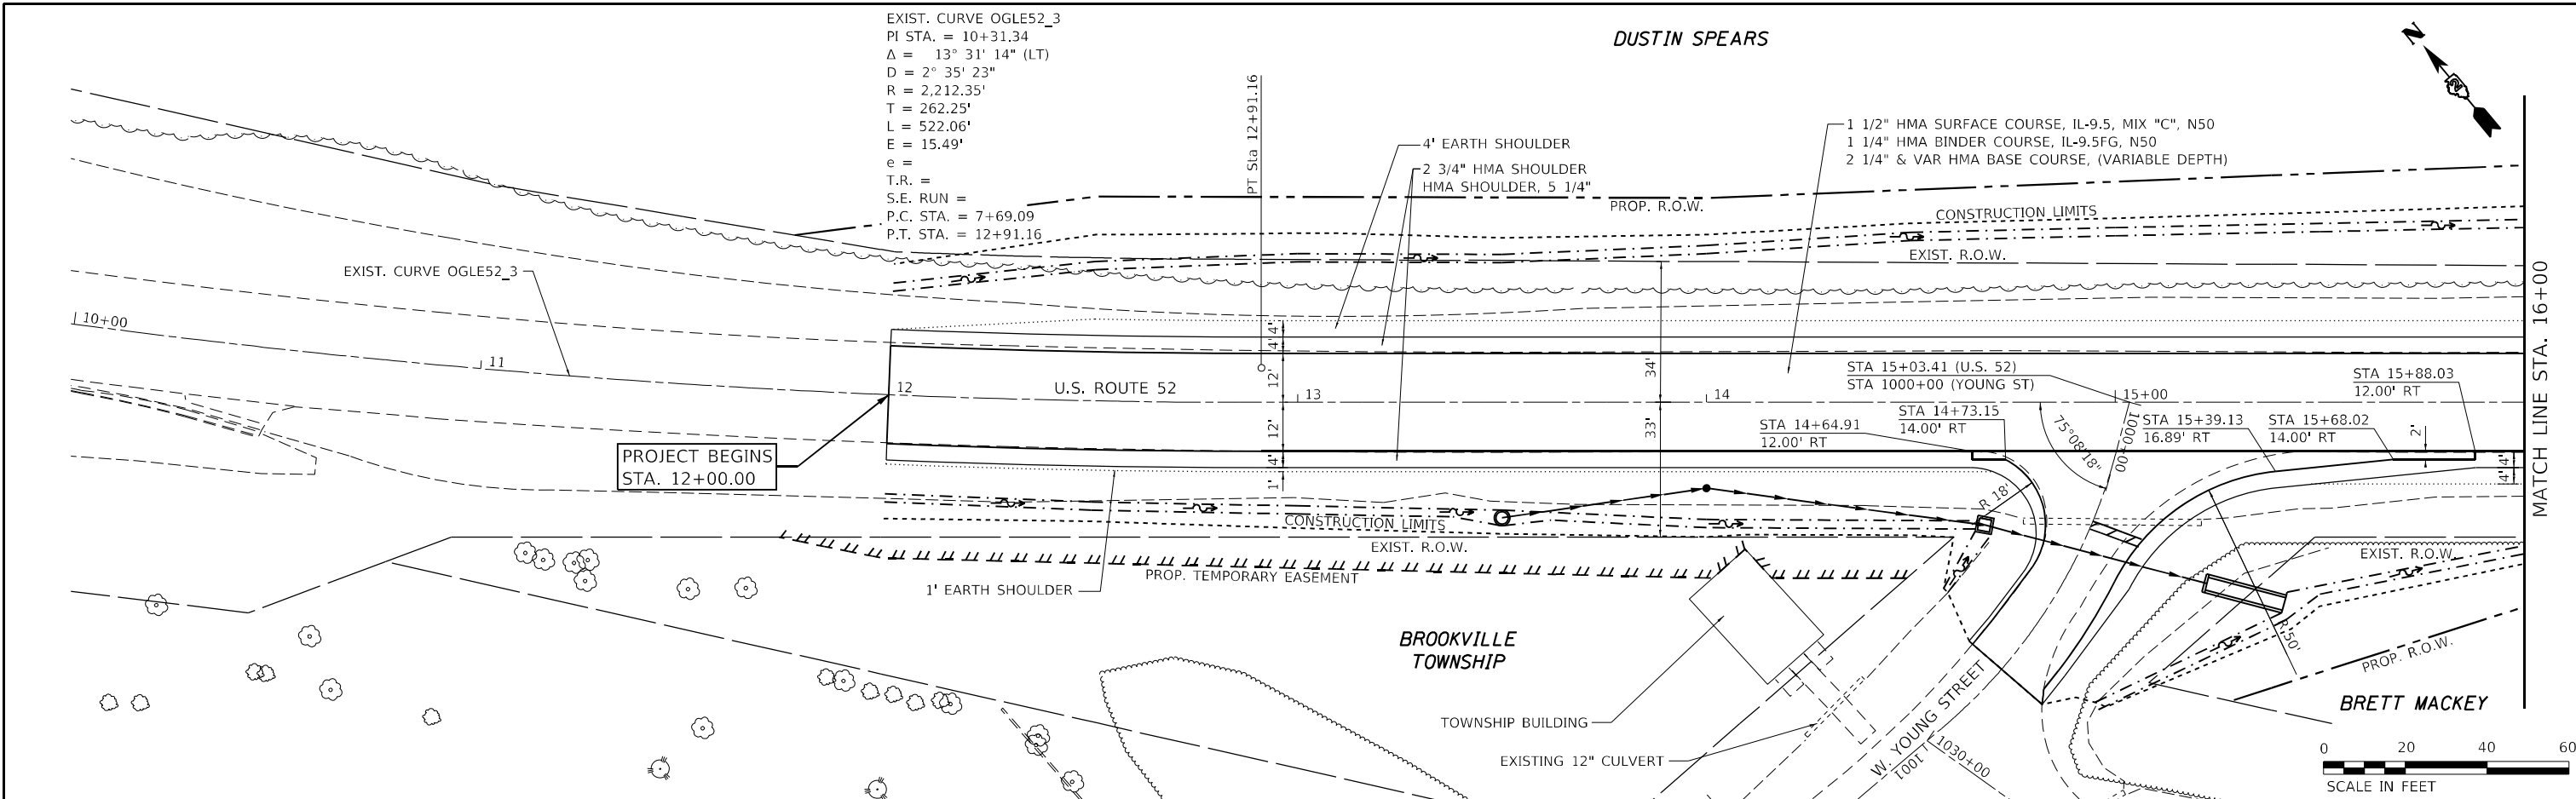 EXIST. CURVE OGLE52_3
PI STA. = 10+31.34
Δ = 13° 31' 14" (LT)
D = 2° 35' 23"
R = 2,212.35'
T = 262.25'
L = 522.06'
E = 15.49'
e =
T.R. =
S.E. RUN =
P.C. STA. = 7+69.09
P.T. STA. = 12+91.16
DUSTIN SPEARS
N
PT Sta 12+91.16
4' EARTH SHOULDER
2 3/4" HMA SHOULDER
HMA SHOULDER, 5 1/4"
1 1/2" HMA SURFACE COURSE, IL-9.5, MIX "C", N50
1 1/4" HMA BINDER COURSE, IL-9.5FG, N50
2 1/4" & VAR HMA BASE COURSE, (VARIABLE DEPTH)
PROP. R.O.W.
CONSTRUCTION LIMITS
EXIST. R.O.W.
EXIST. CURVE OGLE52_3
10+00
11
12
13
14
15+00
U.S. ROUTE 52
4'
4'
12'
12'
4'
1'
34'
33'
STA 15+03.41 (U.S. 52)
STA 1000+00 (YOUNG ST)
STA 15+88.03
12.00' RT
STA 14+64.91
12.00' RT
STA 14+73.15
14.00' RT
75°08'18"
1000+00
STA 15+39.13
16.89' RT
STA 15+68.02
14.00' RT
2'
4'
4'
MATCH LINE STA. 16+00
PROJECT BEGINS
STA. 12+00.00
R 18'
CONSTRUCTION LIMITS
EXIST. R.O.W.
PROP. TEMPORARY EASEMENT
1' EARTH SHOULDER
EXIST. R.O.W.
R 50'
PROP. R.O.W.
BROOKVILLE
TOWNSHIP
BRETT MACKEY
TOWNSHIP BUILDING
EXISTING 12" CULVERT
W. YOUNG STREET
1001
1030+00
0 20 40 60
SCALE IN FEET